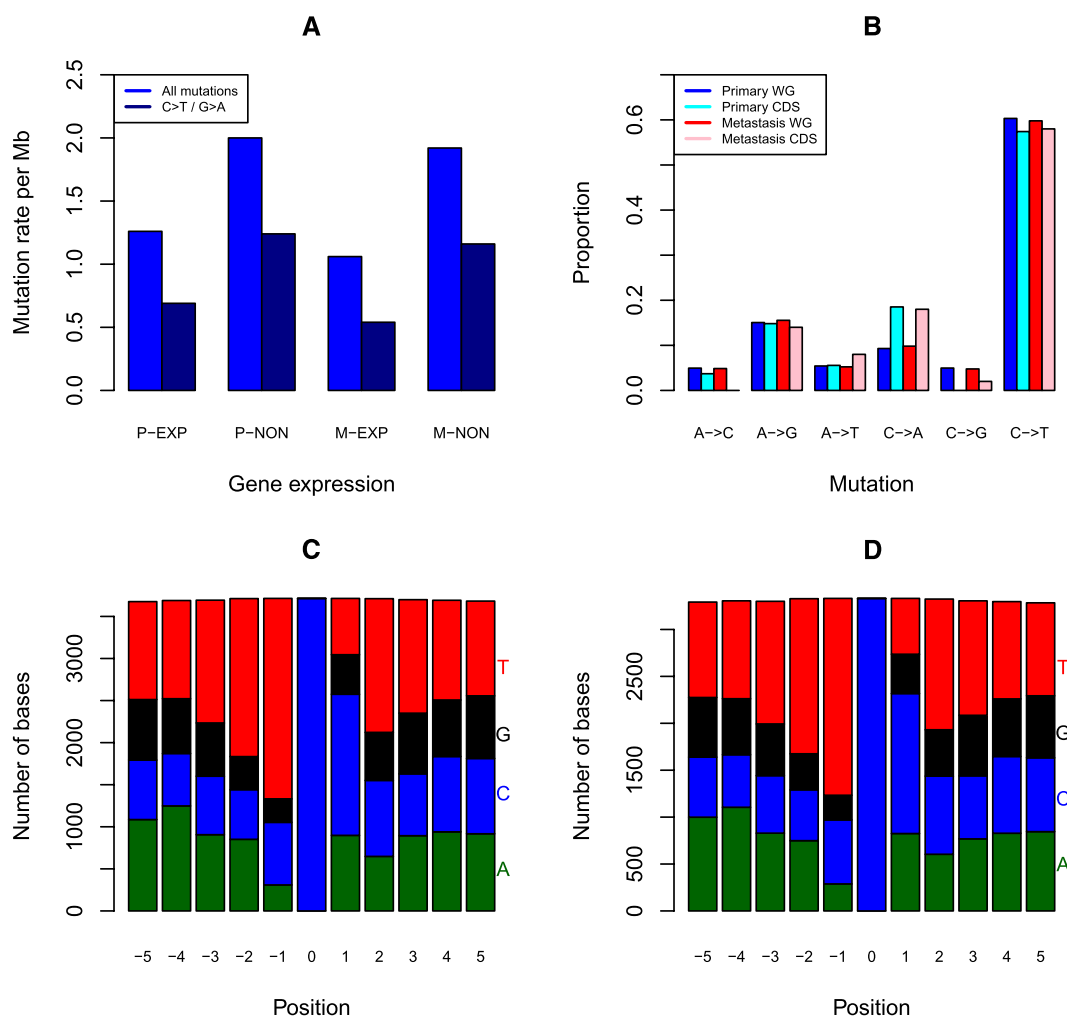 A
Mutation rate per Mb
2.5
2.0
1.5
1.0
0.5
0.0
All mutations
C>T / G>A
P−EXP P−NON M−EXP M−NON
Gene expression
B
Proportion
0.6
0.4
0.2
0.0
Primary WG
Primary CDS
Metastasis WG
Metastasis CDS
A−>C A−>G A−>T C−>A C−>G C−>T
Mutation
C
Number of bases
3000
2000
1000
0
T
G
C
A
−5 −4 −3 −2 −1 0 1 2 3 4 5
Position
D
Number of bases
2500
1500
500
0
T
G
C
A
−5 −4 −3 −2 −1 0 1 2 3 4 5
Position